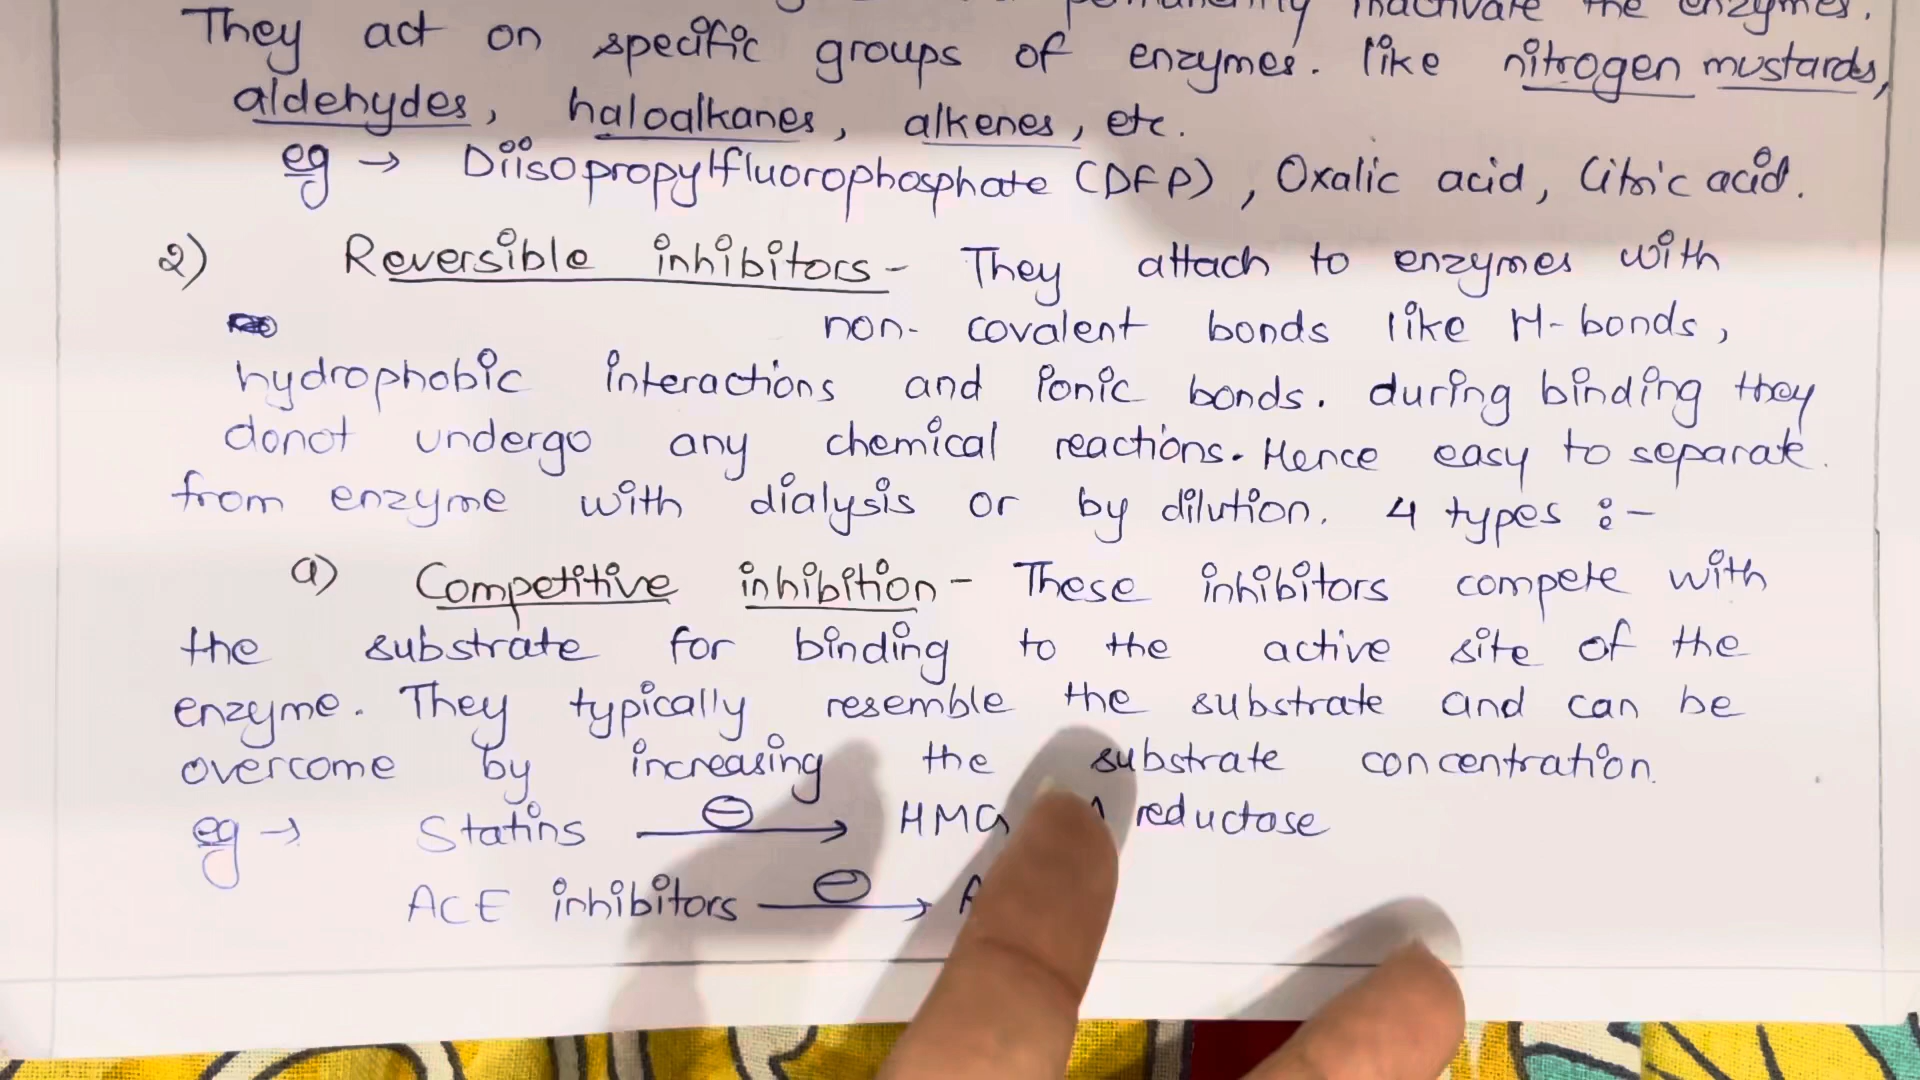 permanently inactivate the enzymes.
They act on specific groups of enzymes. like nitrogen mustards,
aldehydes, haloalkanes, alkenes, etc.
eg → Diisopropylfluorophosphate (DFP), Oxalic acid, Citric acid.
2) Reversible inhibitors - They attach to enzymes with
non-covalent bonds like H-bonds,
hydrophobic interactions and ionic bonds. during binding they
donot undergo any chemical reactions. Hence easy to separate.
from enzyme with dialysis or by dilution. 4 types :-
a) Competitive inhibition - These inhibitors compete with
the substrate for binding to the active site of the
enzyme. They typically resemble the substrate and can be
overcome by increasing the substrate concentration.
eg → Statins ⊖→ HMG reductase
ACE inhibitors ⊖→